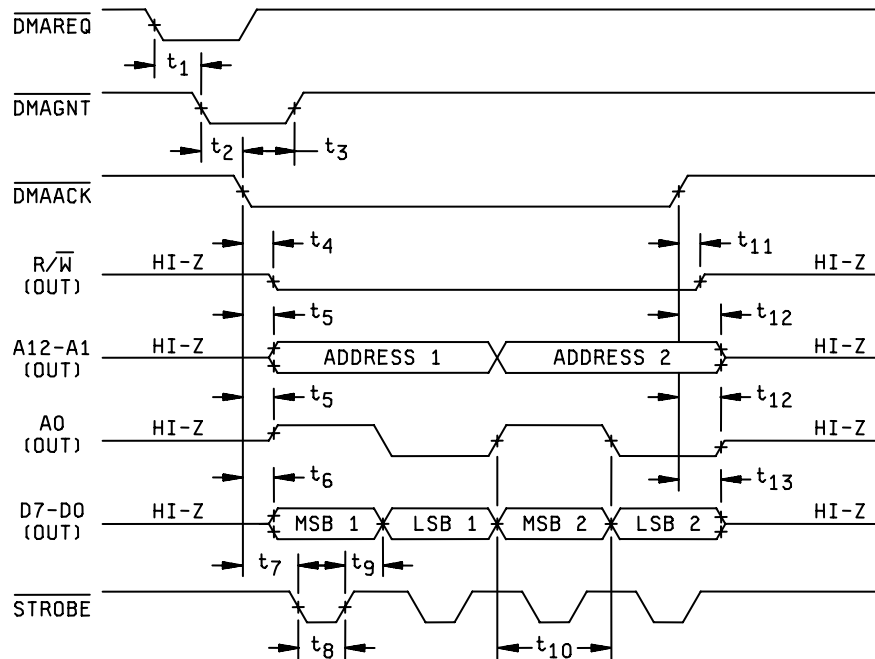 DMAREQ
t1
DMAGNT
t2 t3
DMAACK
t4 t11
R/W HI-Z HI-Z
(OUT)
t5 t12
A12-A1 HI-Z ADDRESS 1 ADDRESS 2 HI-Z
(OUT)
t5 t12
A0 HI-Z HI-Z
(OUT)
t6 t13
D7-D0 HI-Z MSB 1 LSB 1 MSB 2 LSB 2 HI-Z
(OUT)
t7 t9
STROBE
t8 t10